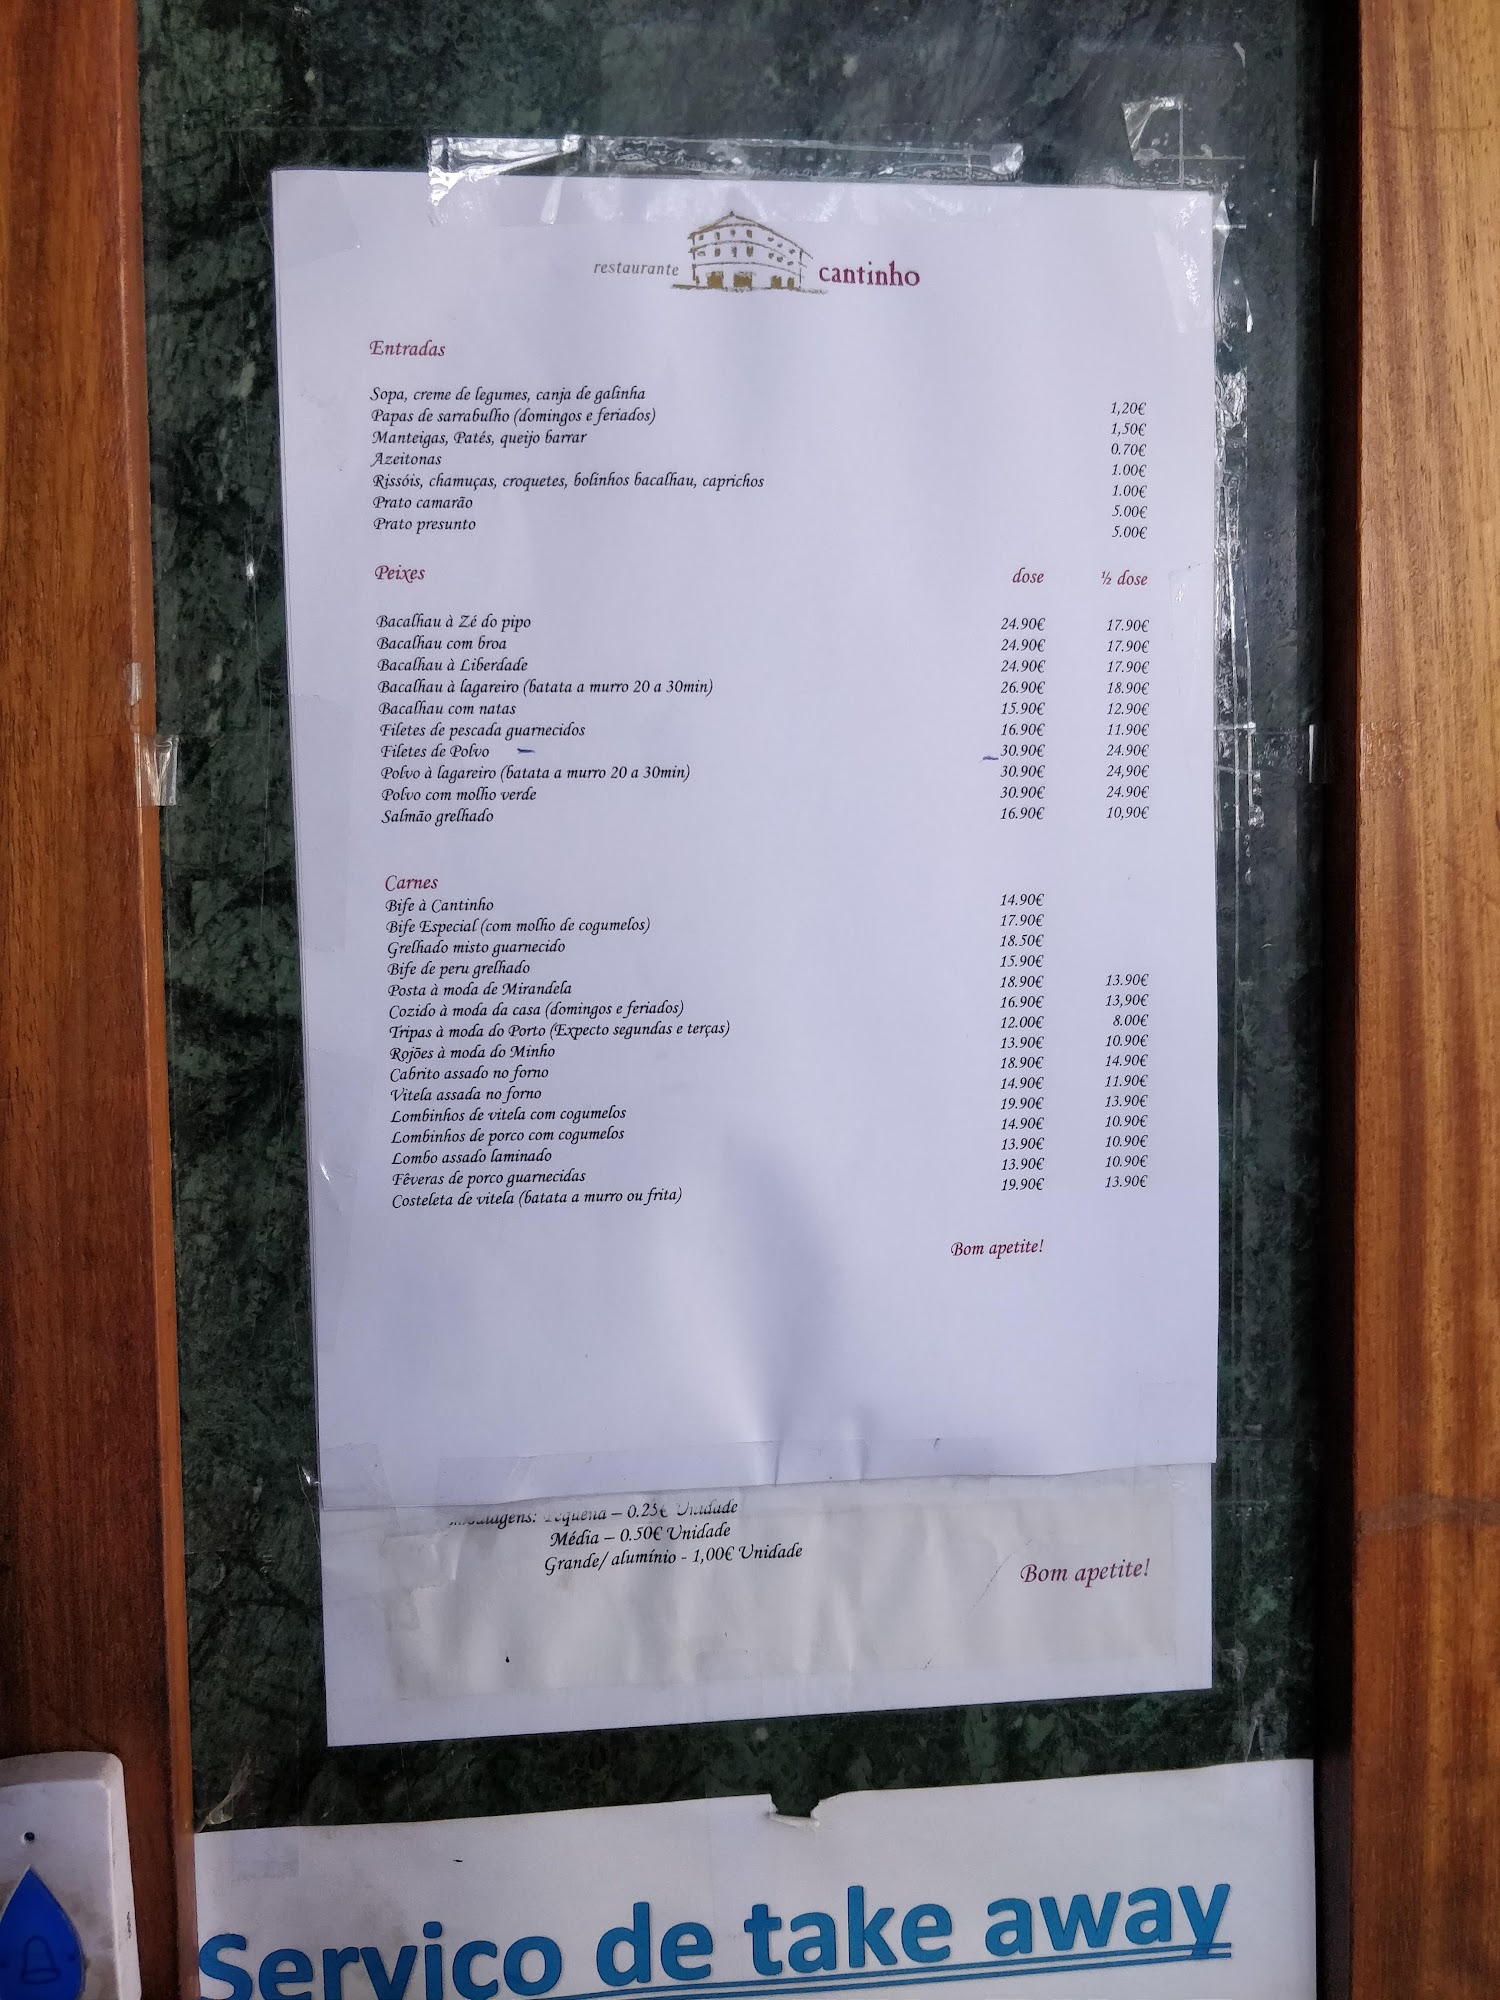 restaurante cantinho
Entradas
Sopa, creme de legumes, canja de galinha 1,20€
Papas de sarrabulho (domingos e feriados) 1,50€
Manteigas, Patés, queijo barrar 0.70€
Azeitonas 1.00€
Rissóis, chamuças, croquetes, bolinhos bacalhau, caprichos 1.00€
Prato camarão 5.00€
Prato presunto 5.00€
Peixes dose ½ dose
Bacalhau à Zé do pipo 24.90€ 17.90€
Bacalhau com broa 24.90€ 17.90€
Bacalhau à Liberdade 24.90€ 17.90€
Bacalhau à lagareiro (batata a murro 20 a 30min) 26.90€ 18.90€
Bacalhau com natas 15.90€ 12.90€
Filetes de pescada guarnecidos 16.90€ 11.90€
Filetes de Polvo 30.90€ 24.90€
Polvo à lagareiro (batata a murro 20 a 30min) 30.90€ 24,90€
Polvo com molho verde 30.90€ 24.90€
Salmão grelhado 16.90€ 10,90€
Carnes
Bife à Cantinho 14.90€
Bife Especial (com molho de cogumelos) 17.90€
Grelhado misto guarnecido 18.50€
Bife de peru grelhado 15.90€
Posta à moda de Mirandela 18.90€ 13.90€
Cozido à moda da casa (domingos e feriados) 16.90€ 13,90€
Tripas à moda do Porto (Expecto segundas e terças) 12.00€ 8.00€
Rojões à moda do Minho 13.90€ 10.90€
Cabrito assado no forno 18.90€ 14.90€
Vitela assada no forno 14.90€ 11.90€
Lombinhos de vitela com cogumelos 19.90€ 13.90€
Lombinhos de porco com cogumelos 14.90€ 10.90€
Lombo assado laminado 13.90€ 10.90€
Fêveras de porco guarnecidas 13.90€ 10.90€
Costeleta de vitela (batata a murro ou frita) 19.90€ 13.90€
Bom apetite!
– 0.25€ Unidade
Média – 0.50€ Unidade
Grande/ alumínio - 1,00€ Unidade
Bom apetite!
Serviço de take away